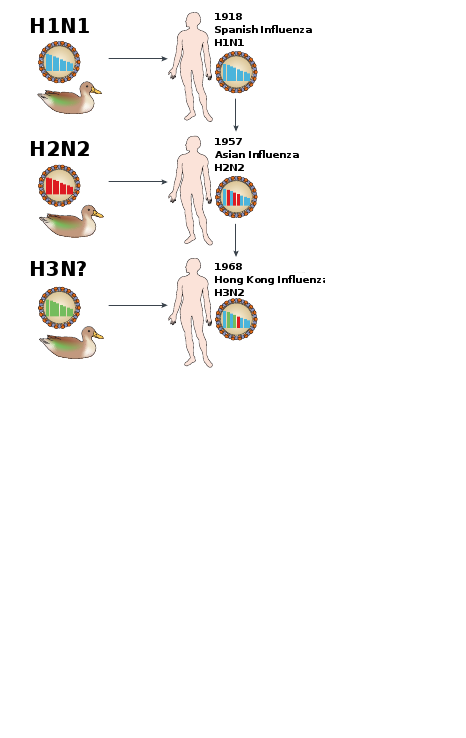 H1N1
1918
Spanish Influenza
H1N1
H2N2
1957
Asian Influenza
H2N2
H3N?
1968
Hong Kong Influenza
H3N2